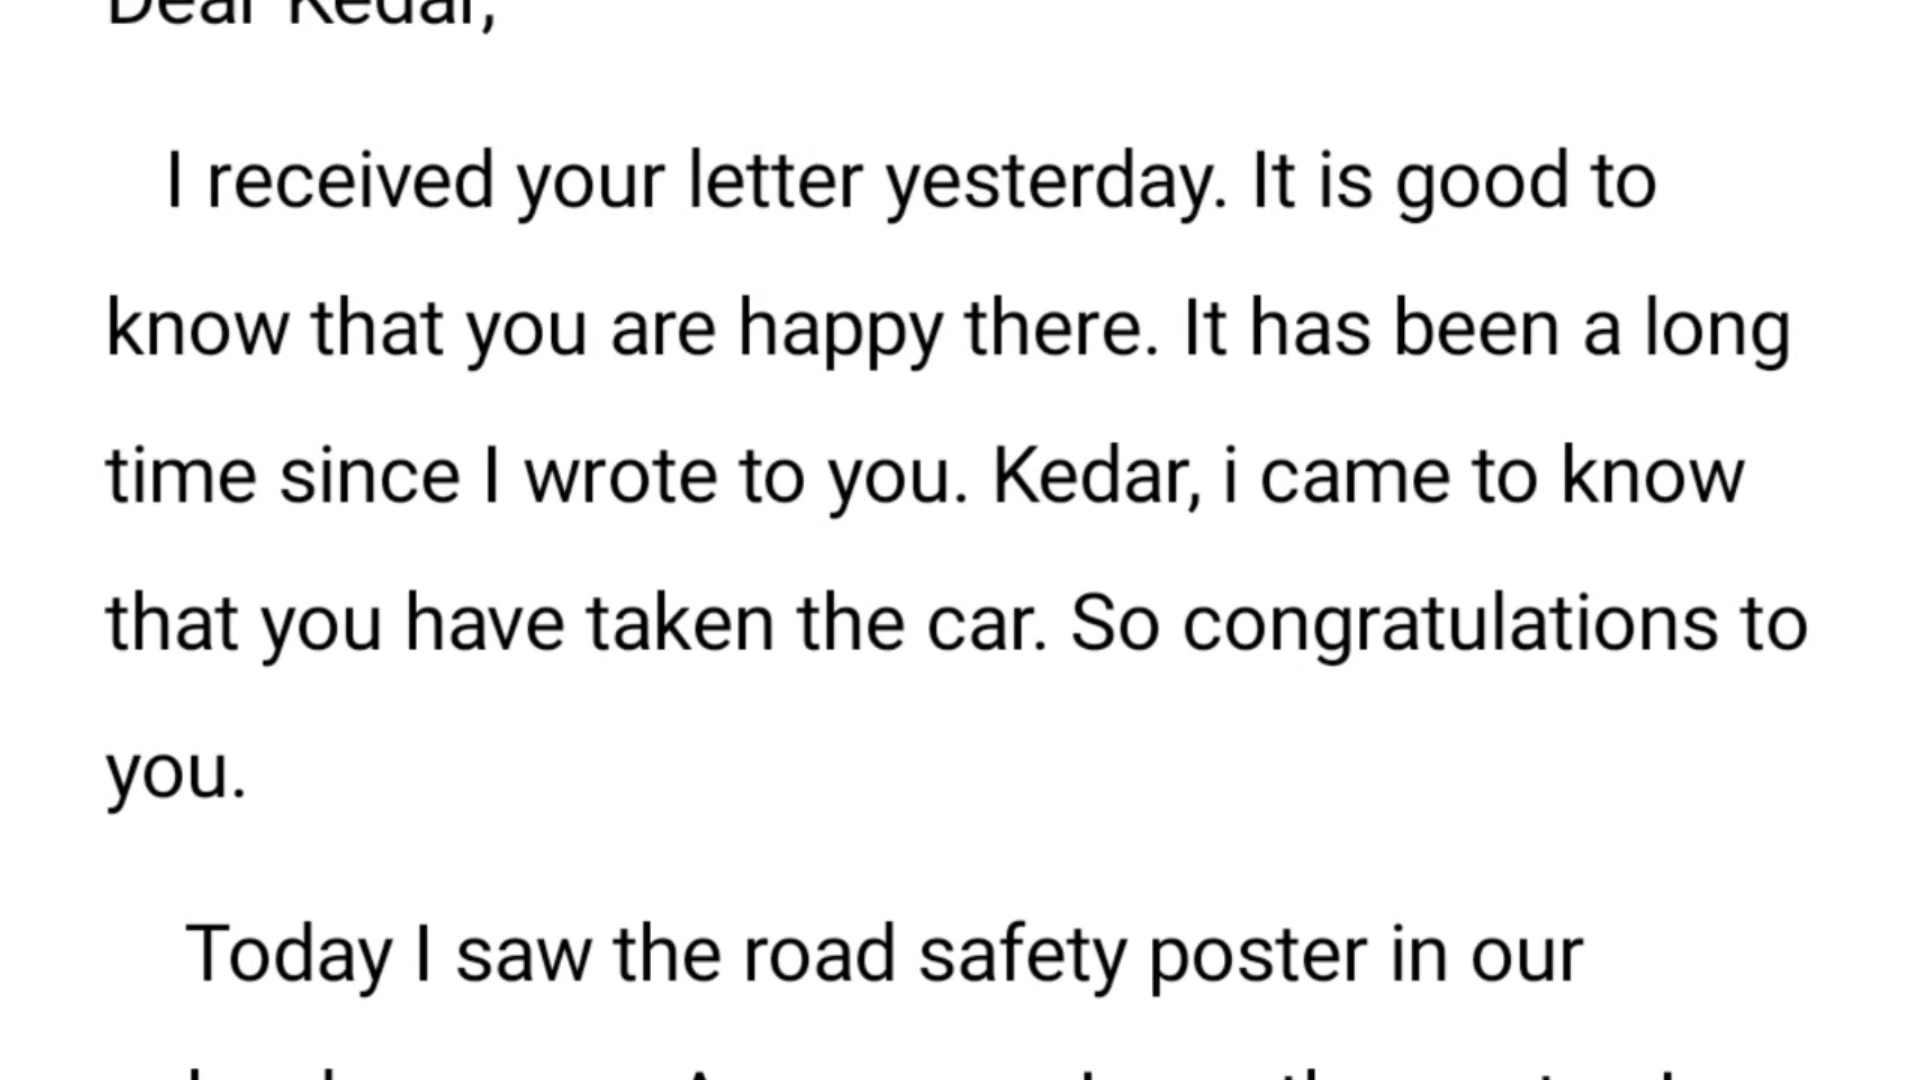 Dear Kedar,
I received your letter yesterday. It is good to
know that you are happy there. It has been a long
time since I wrote to you. Kedar, i came to know
that you have taken the car. So congratulations to
you.
Today I saw the road safety poster in our